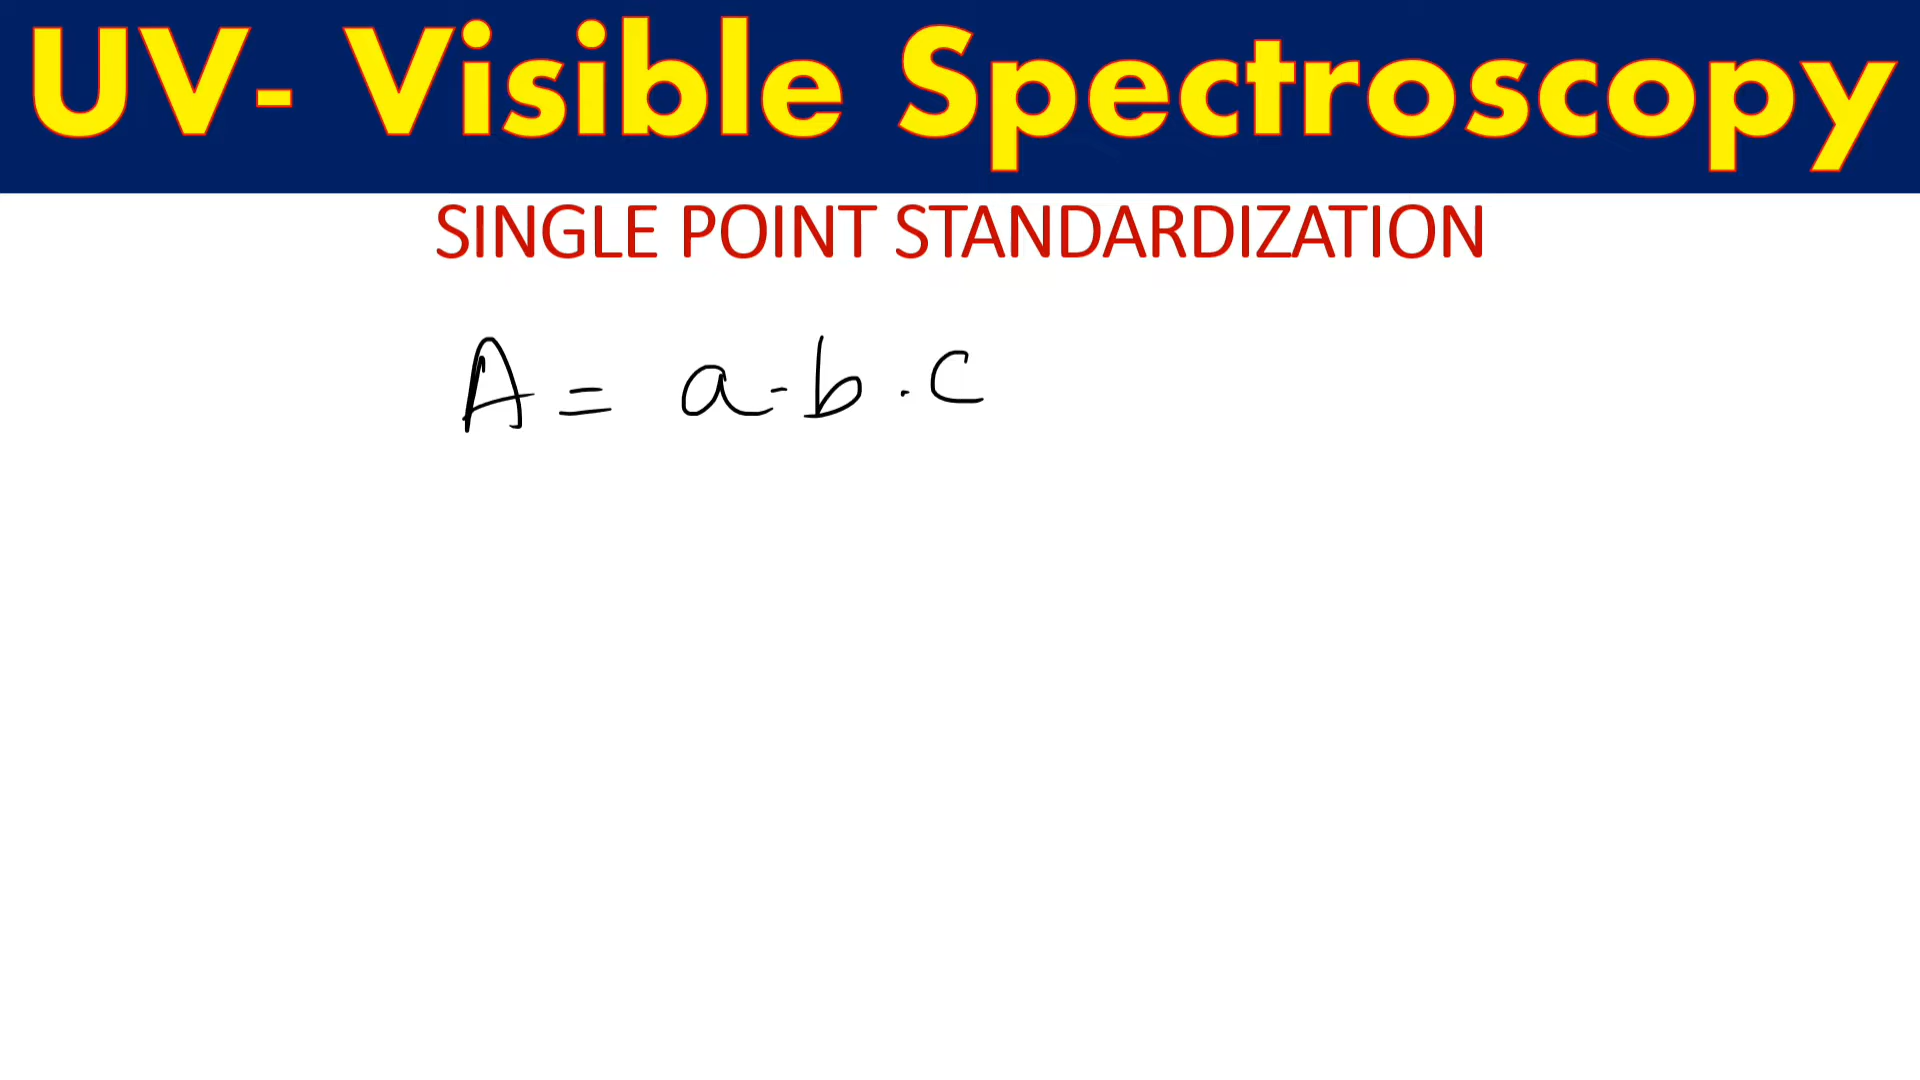 UV- Visible Spectroscopy
SINGLE POINT STANDARDIZATION
A = a·b·c